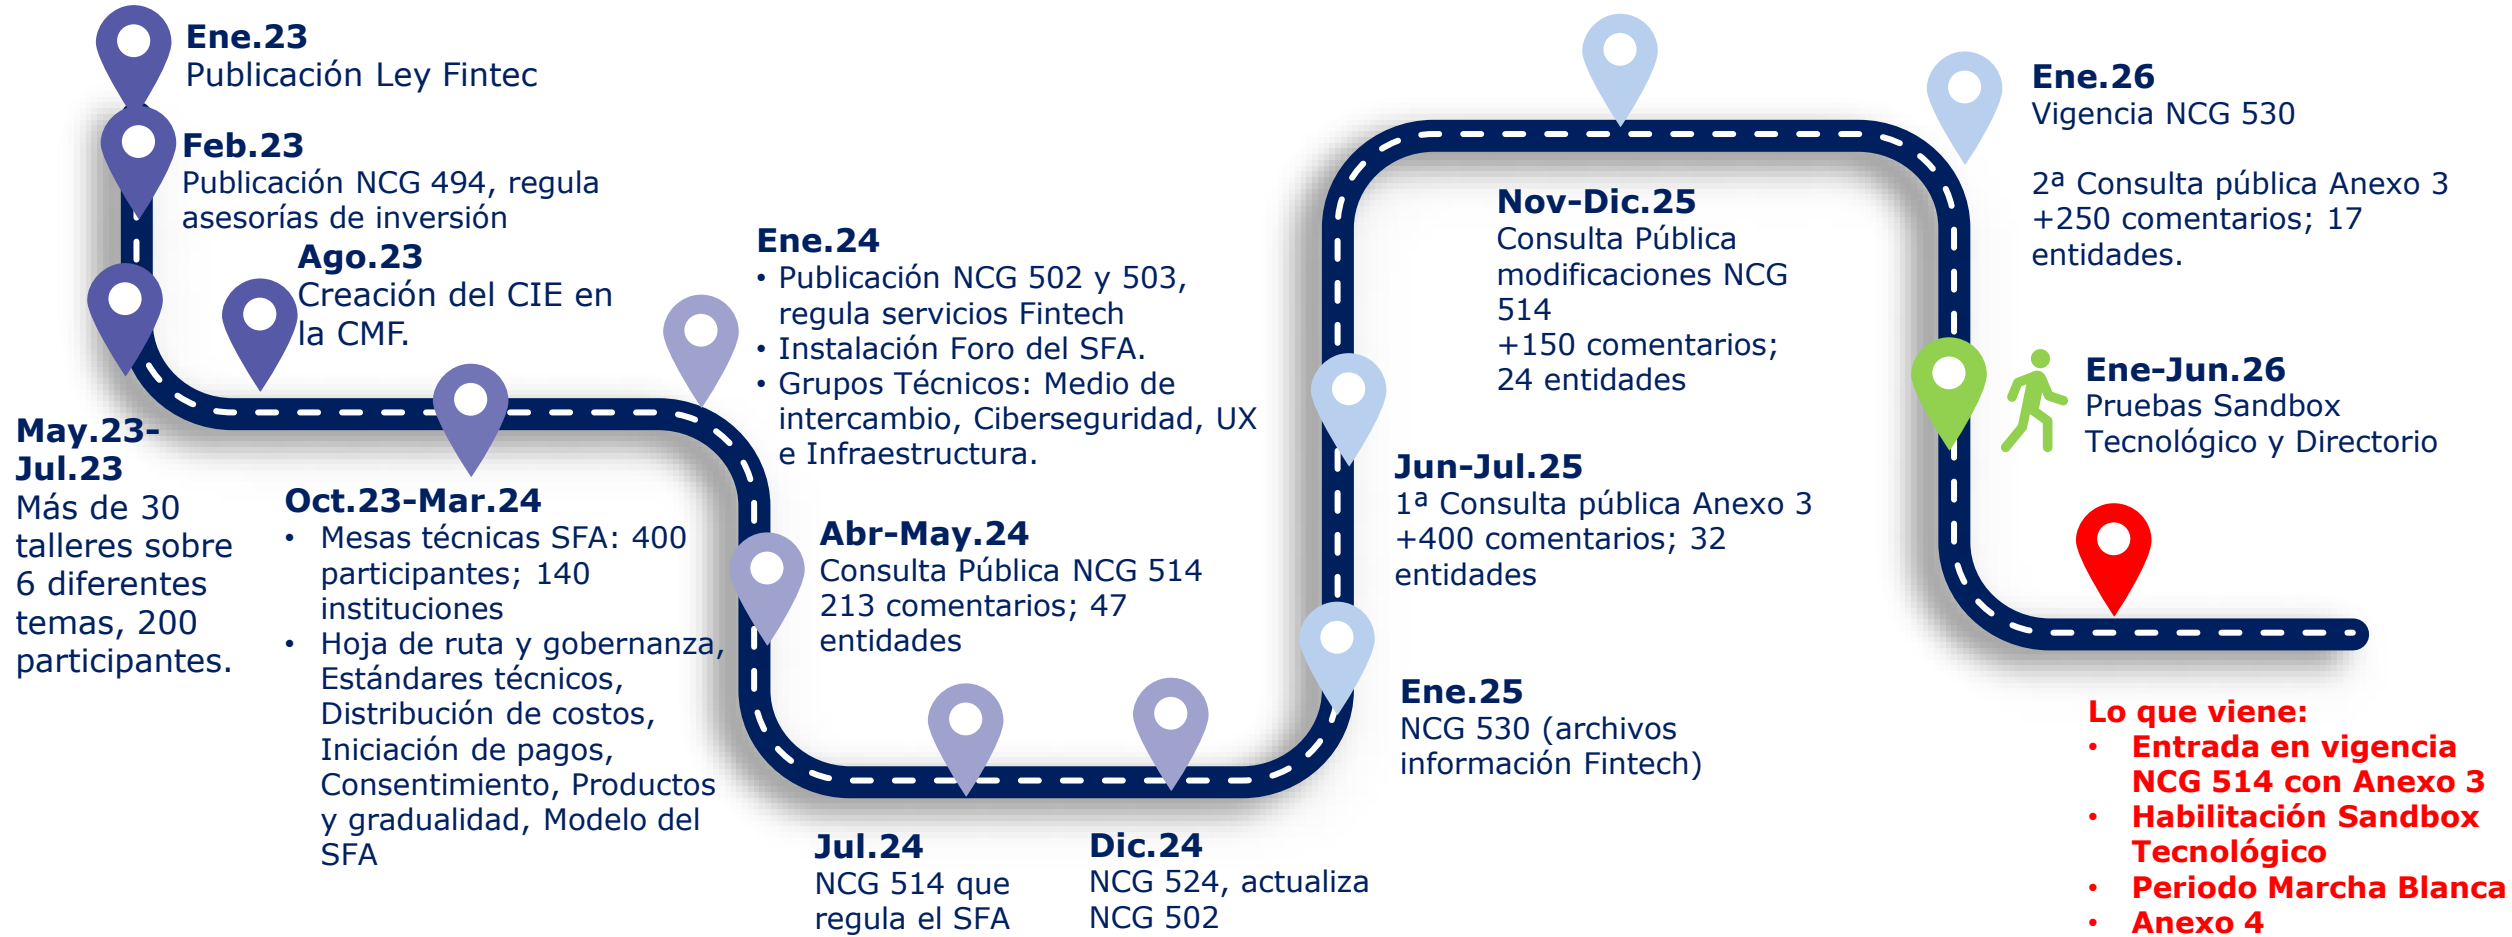 Ene.23
Publicación Ley Fintec
Feb.23
Publicación NCG 494, regula
asesorías de inversión
May.23-
Jul.23
Más de 30
talleres sobre
6 diferentes
temas, 200
participantes.
Ago.23
Creación del CIE en
la CMF.
Oct.23-Mar.24
• Mesas técnicas SFA: 400
participantes; 140
instituciones
• Hoja de ruta y gobernanza,
Estándares técnicos,
Distribución de costos,
Iniciación de pagos,
Consentimiento, Productos
y gradualidad, Modelo del
SFA
Ene.24
• Publicación NCG 502 y 503,
regula servicios Fintech
• Instalación Foro del SFA.
• Grupos Técnicos: Medio de
intercambio, Ciberseguridad, UX
e Infraestructura.
Abr-May.24
Consulta Pública NCG 514
213 comentarios; 47
entidades
Jul.24
NCG 514 que
regula el SFA
Dic.24
NCG 524, actualiza
NCG 502
Ene.25
NCG 530 (archivos
información Fintech)
Jun-Jul.25
1ª Consulta pública Anexo 3
+400 comentarios; 32
entidades
Nov-Dic.25
Consulta Pública
modificaciones NCG
514
+150 comentarios;
24 entidades
Ene.26
Vigencia NCG 530
2ª Consulta pública Anexo 3
+250 comentarios; 17
entidades.
Ene-Jun.26
Pruebas Sandbox
Tecnológico y Directorio
Lo que viene:
• Entrada en vigencia
NCG 514 con Anexo 3
• Habilitación Sandbox
Tecnológico
• Periodo Marcha Blanca
• Anexo 4